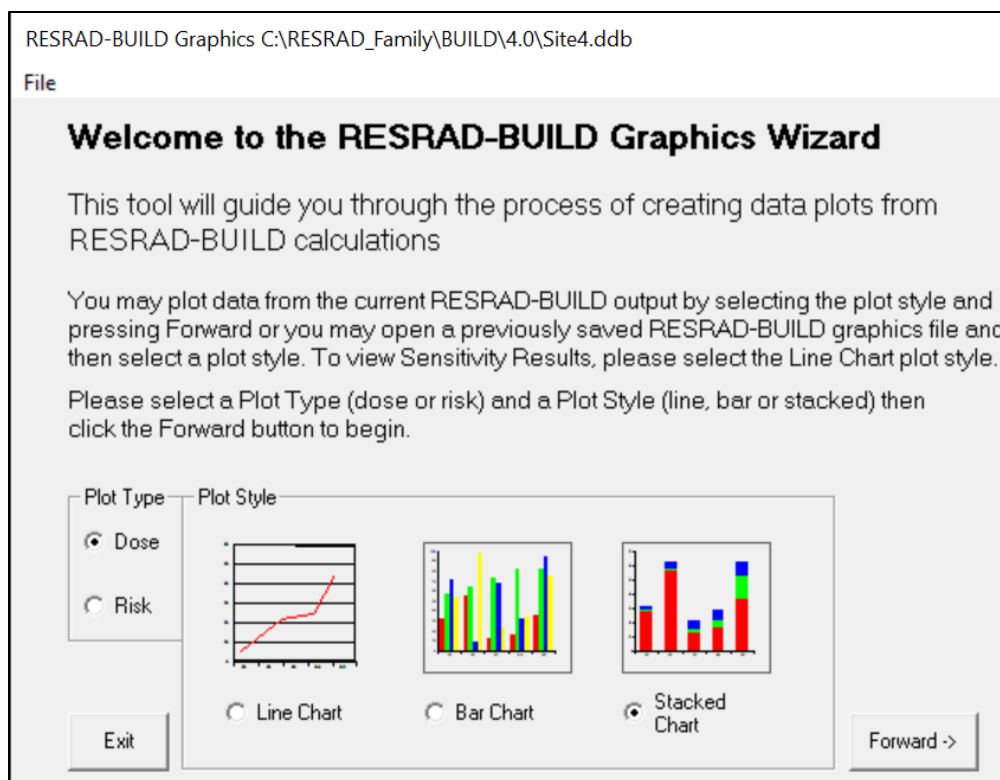 RESRAD-BUILD Graphics C:\RESRAD_Family\BUILD\4.0\Site4.ddb
File
Welcome to the RESRAD-BUILD Graphics Wizard
This tool will guide you through the process of creating data plots from
RESRAD-BUILD calculations
You may plot data from the current RESRAD-BUILD output by selecting the plot style and
pressing Forward or you may open a previously saved RESRAD-BUILD graphics file and
then select a plot style. To view Sensitivity Results, please select the Line Chart plot style.
Please select a Plot Type (dose or risk) and a Plot Style (line, bar or stacked) then
click the Forward button to begin.
Plot Type
Dose
Risk
Plot Style
Line Chart
Bar Chart
Stacked
Chart
Exit
Forward ->